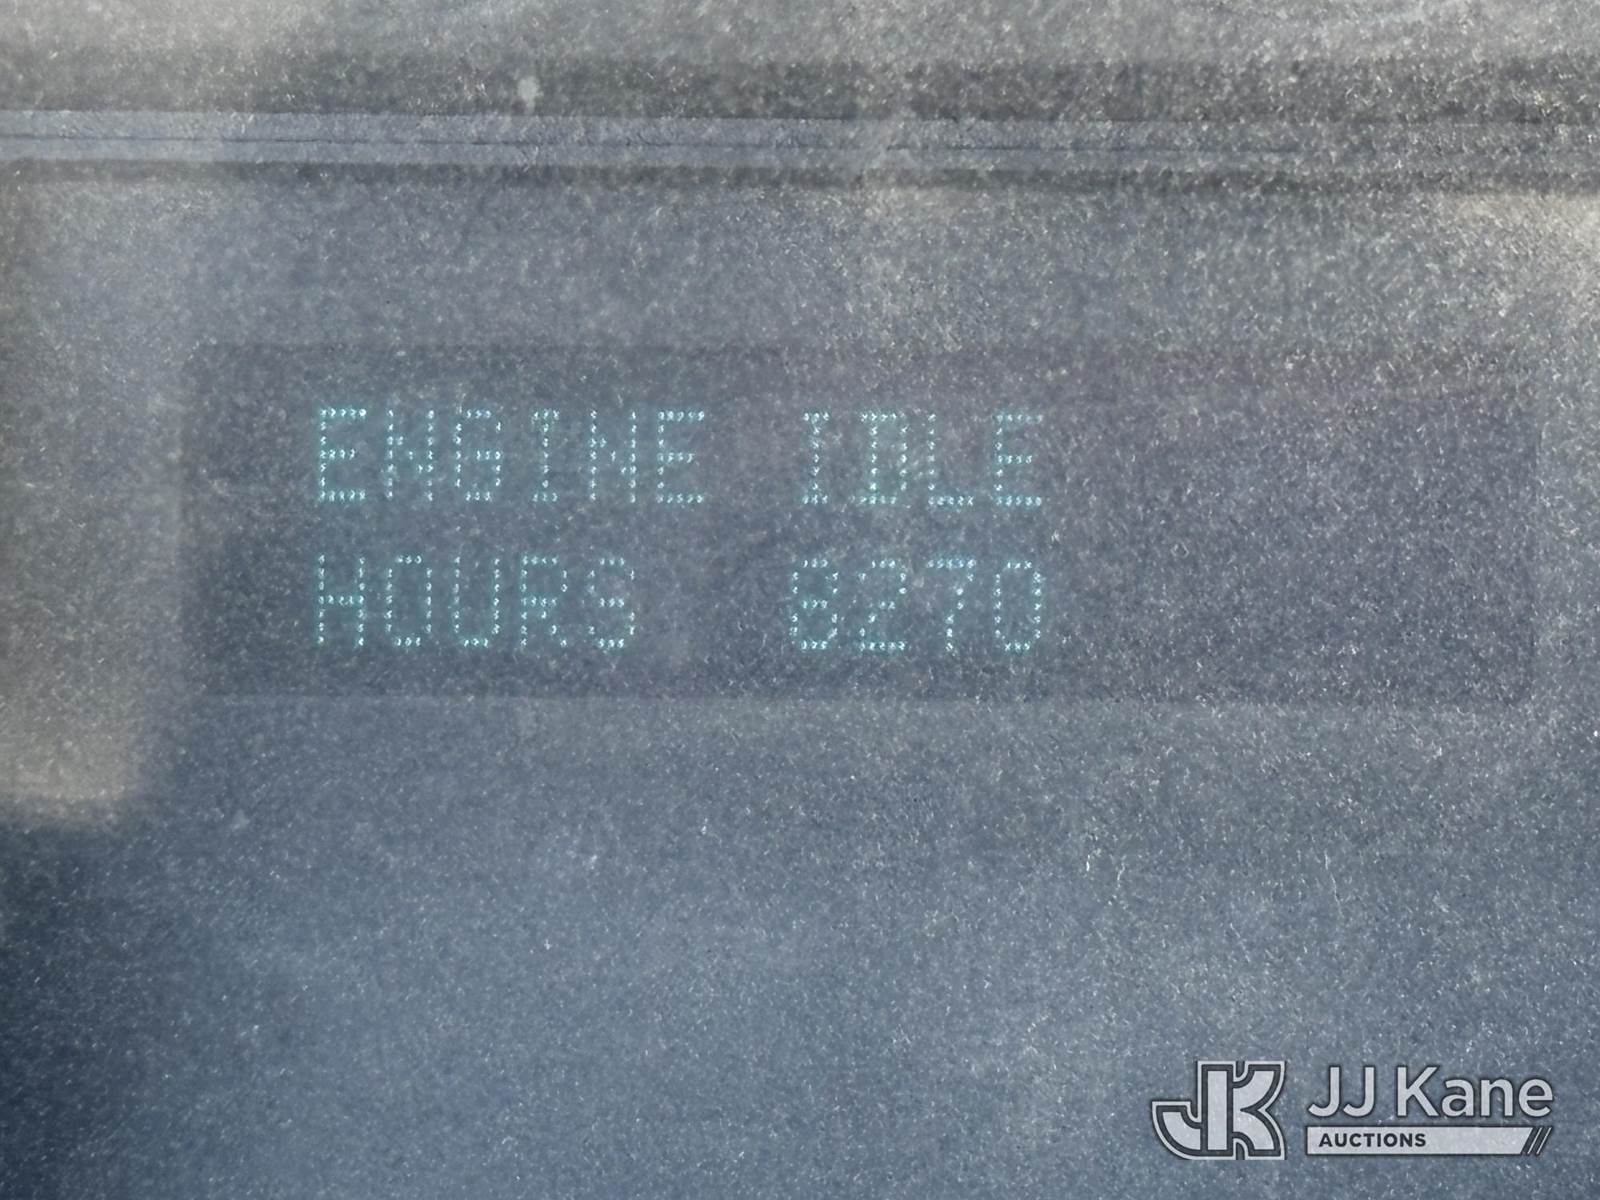 ENGINE IDLE
HOURS 8270
JJ Kane
AUCTIONS